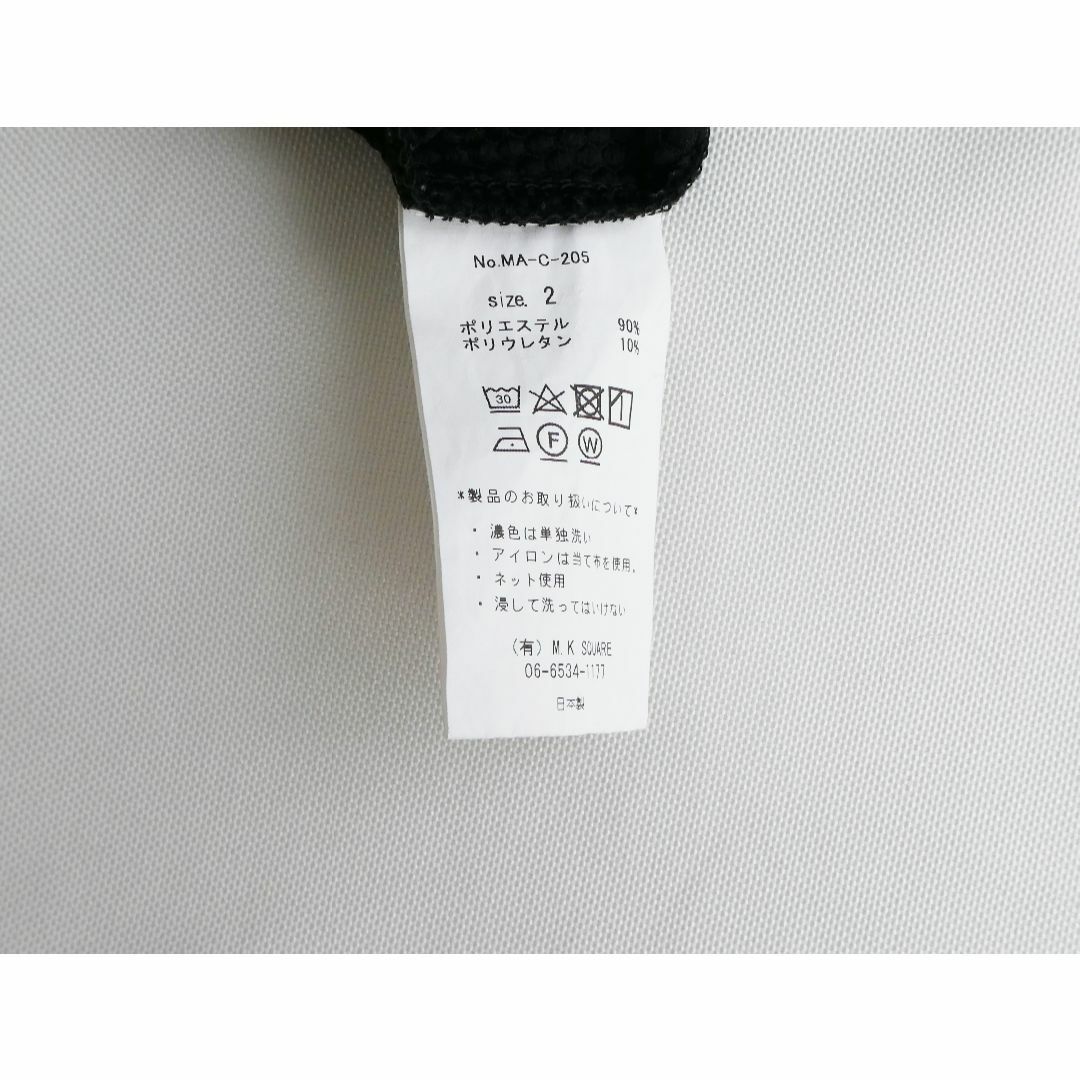 No.MA-C-205
size. 2
ポリエステル 90%
ポリウレタン 10%
30
F W
*製品のお取り扱いについて*
・濃色は単独洗い
・アイロンは当て布を使用。
・ネット使用
・浸して洗ってはいけない
(有) M.K SQUARE
06-6534-1177
日本製